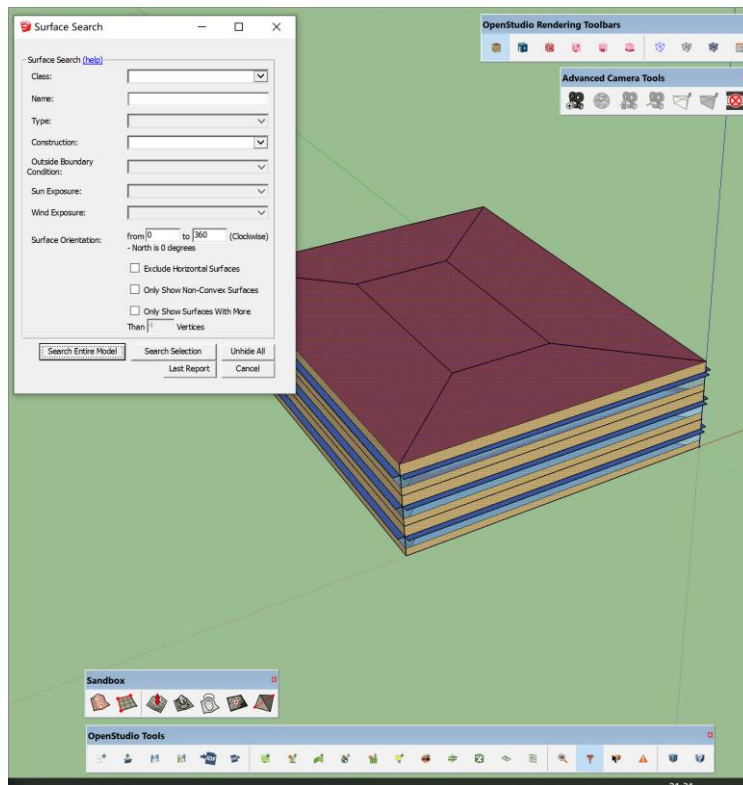 Surface Search
Surface Search (help)
Class:
Name:
Type:
Construction:
Outside Boundary
Condition:
Sun Exposure:
Wind Exposure:
Surface Orientation:
from 0 to 360 (Clockwise)
- North is 0 degrees
Exclude Horizontal Surfaces
Only Show Non-Convex Surfaces
Only Show Surfaces With More
Than 4 Vertices
Search Entire Model
Search Selection
Unhide All
Last Report
Cancel
OpenStudio Rendering Toolbars
Advanced Camera Tools
Sandbox
OpenStudio Tools